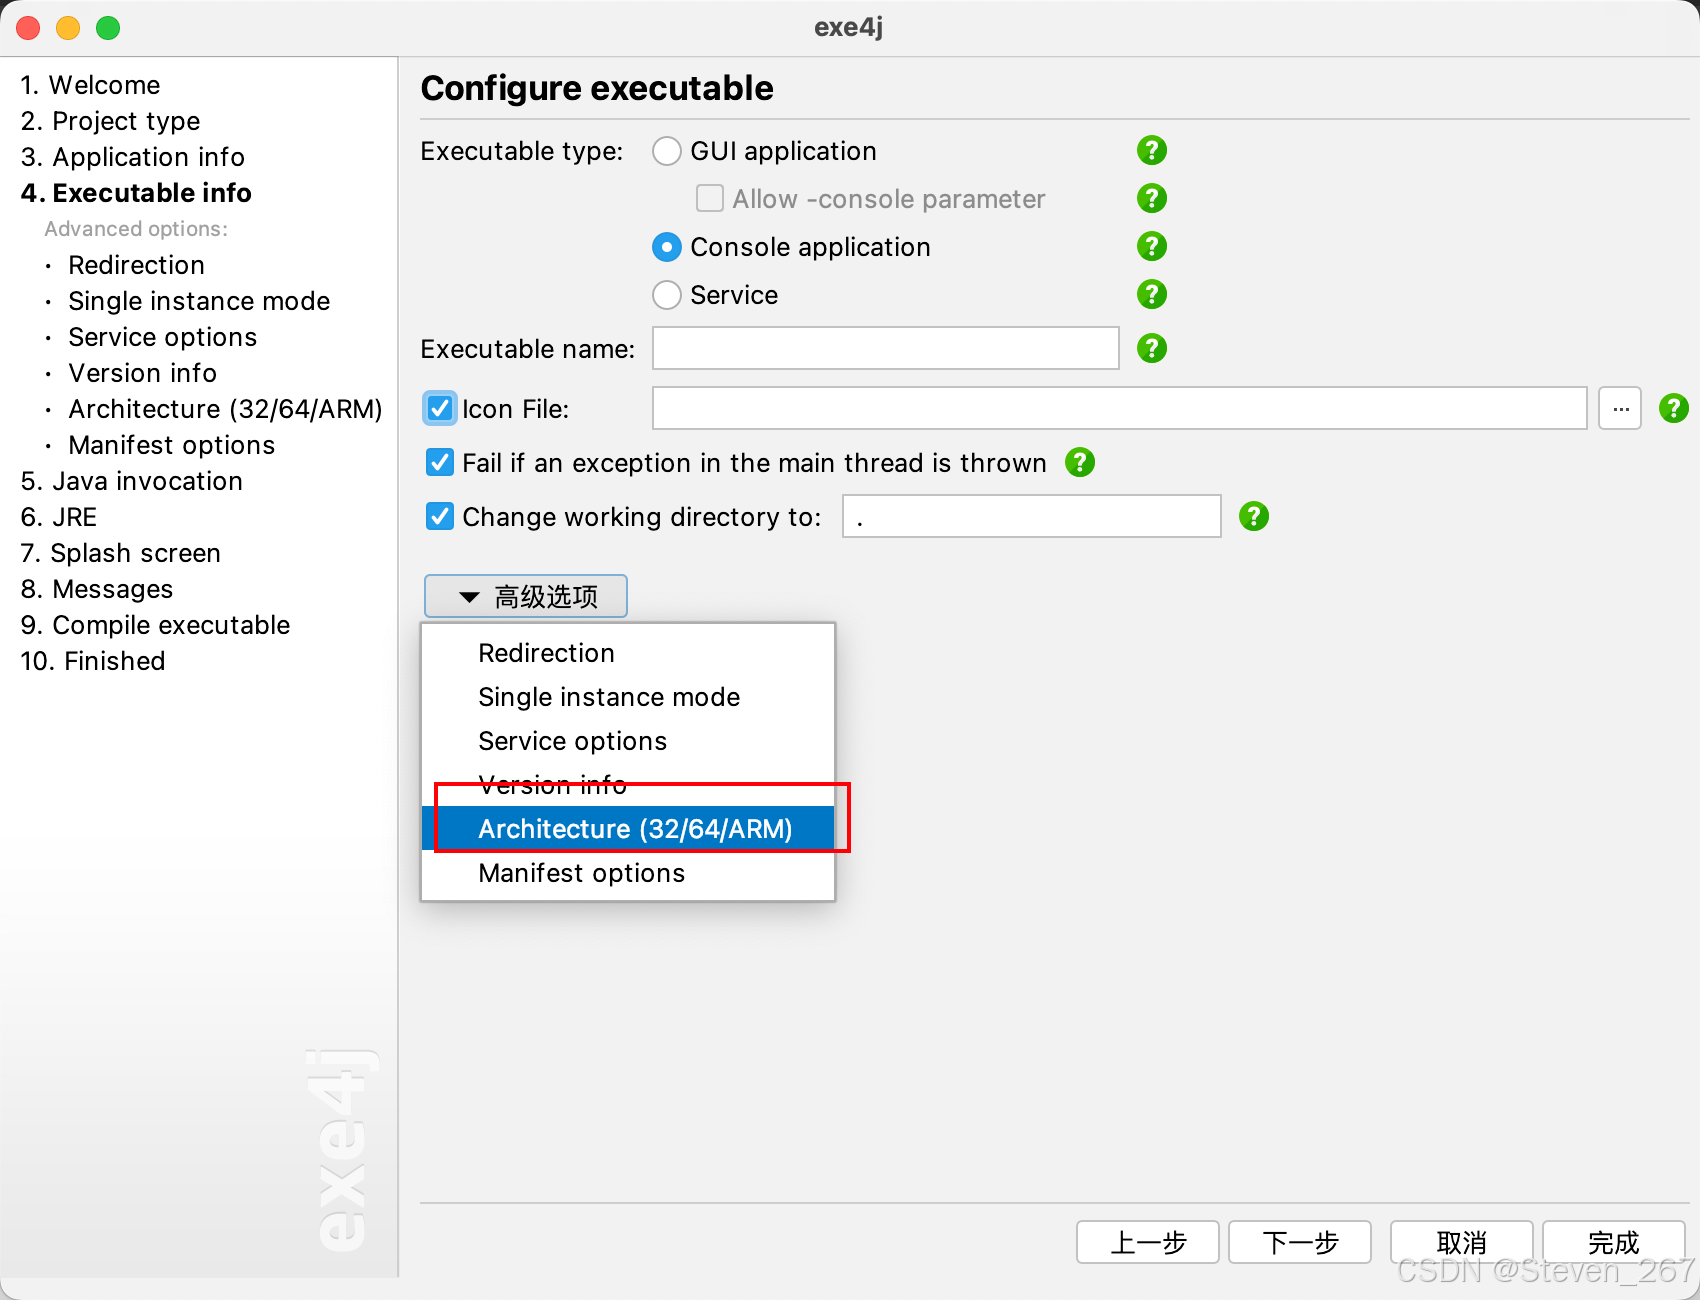 exe4j
1. Welcome
2. Project type
3. Application info
4. Executable info
Advanced options:
· Redirection
· Single instance mode
· Service options
· Version info
· Architecture (32/64/ARM)
· Manifest options
5. Java invocation
6. JRE
7. Splash screen
8. Messages
9. Compile executable
10. Finished
exe4j
Configure executable
Executable type: GUI application ?
Allow -console parameter ?
Console application ?
Service ?
Executable name: ?
Icon File: ... ?
Fail if an exception in the main thread is thrown ?
Change working directory to: . ?
高级选项
Redirection
Single instance mode
Service options
Version info
Architecture (32/64/ARM)
Manifest options
上一步 下一步 取消 完成
CSDN @Steven_267